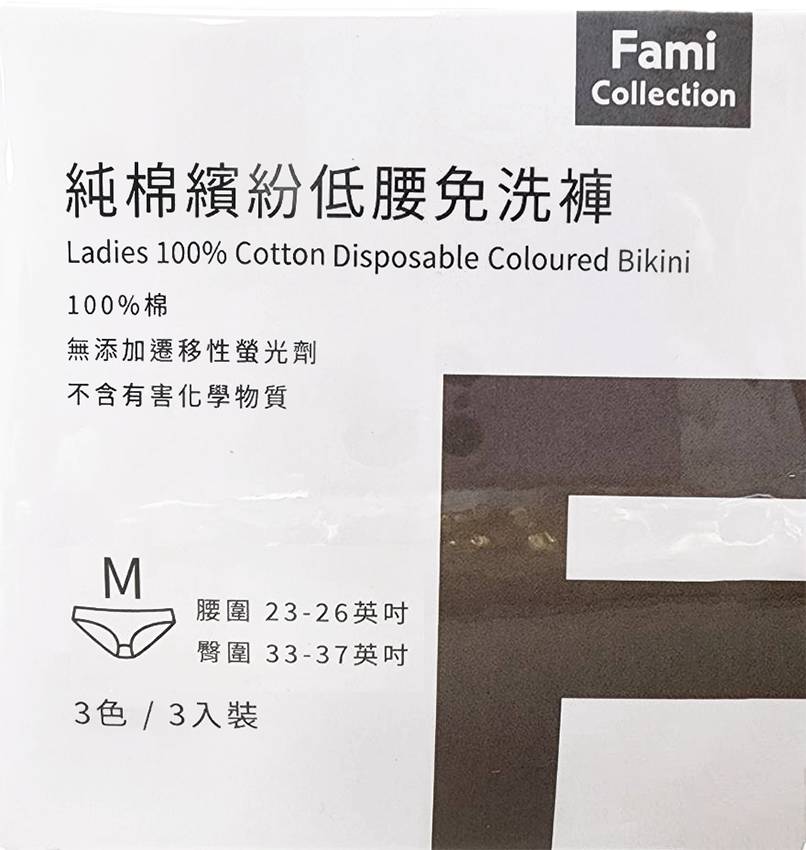 Fami
Collection
純棉繽紛低腰免洗褲
Ladies 100% Cotton Disposable Coloured Bikini
100%棉
無添加遷移性螢光劑
不含有害化學物質
M
腰圍 23-26英吋
臀圍 33-37英吋
3色 / 3入裝